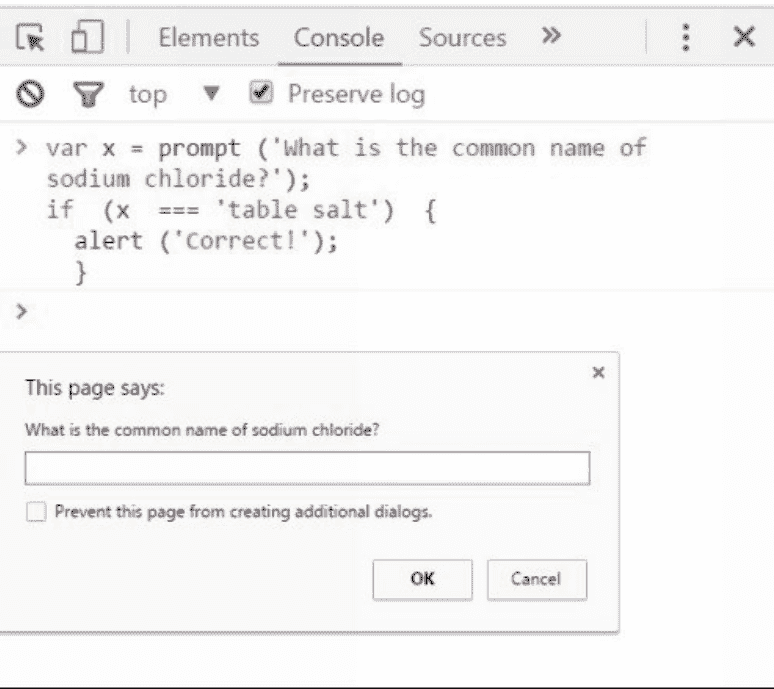 Elements Console Sources »
top ▼ Preserve log
> var x = prompt ('What is the common name of
sodium chloride?');
if (x === 'table salt') {
alert ('Correct!');
}
>
This page says:
What is the common name of sodium chloride?
Prevent this page from creating additional dialogs.
OK Cancel